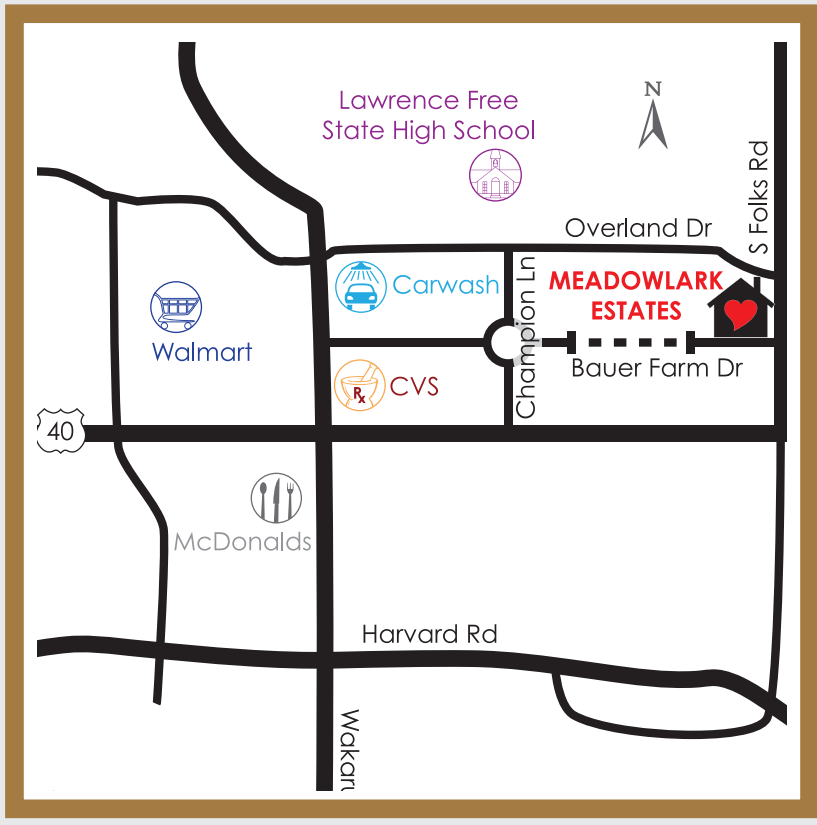 Lawrence Free
State High School
N
S Folks Rd
Overland Dr
Carwash
Champion Ln
MEADOWLARK
ESTATES
Walmart
Bauer Farm Dr
Rx
CVS
40
McDonalds
Harvard Rd